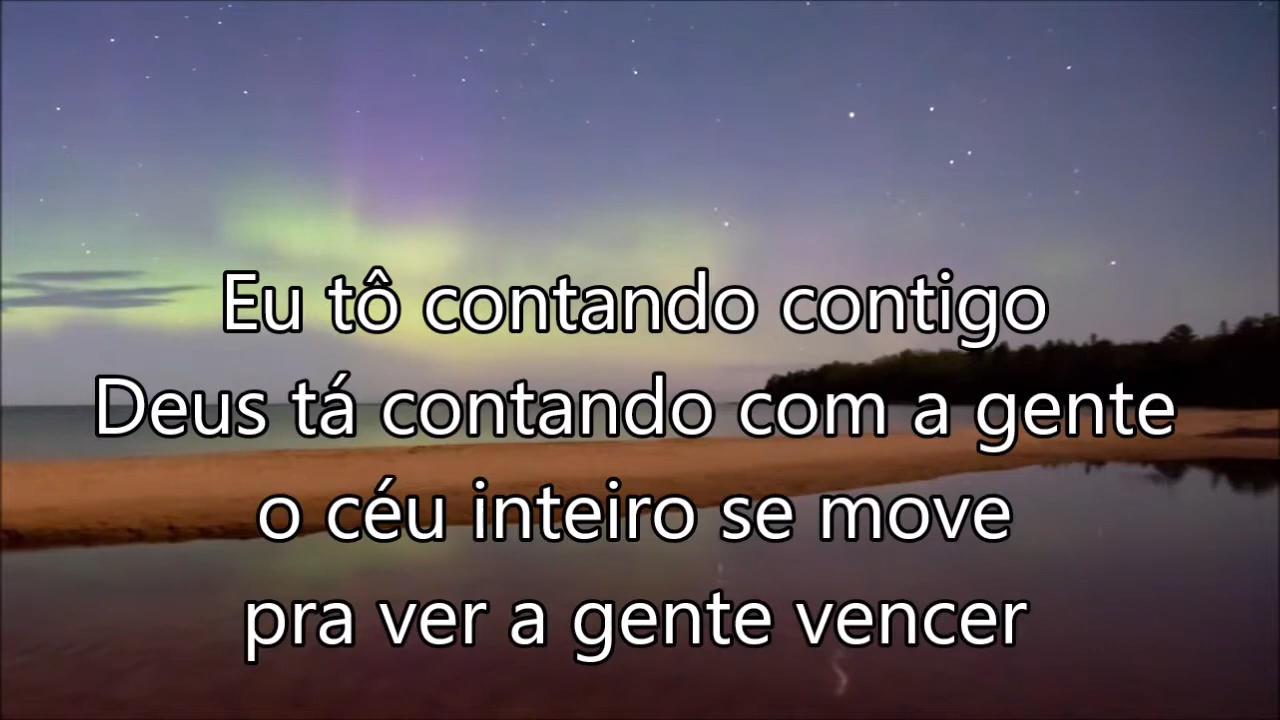 Eu tô contando contigo
Deus tá contando com a gente
o céu inteiro se move
pra ver a gente vencer